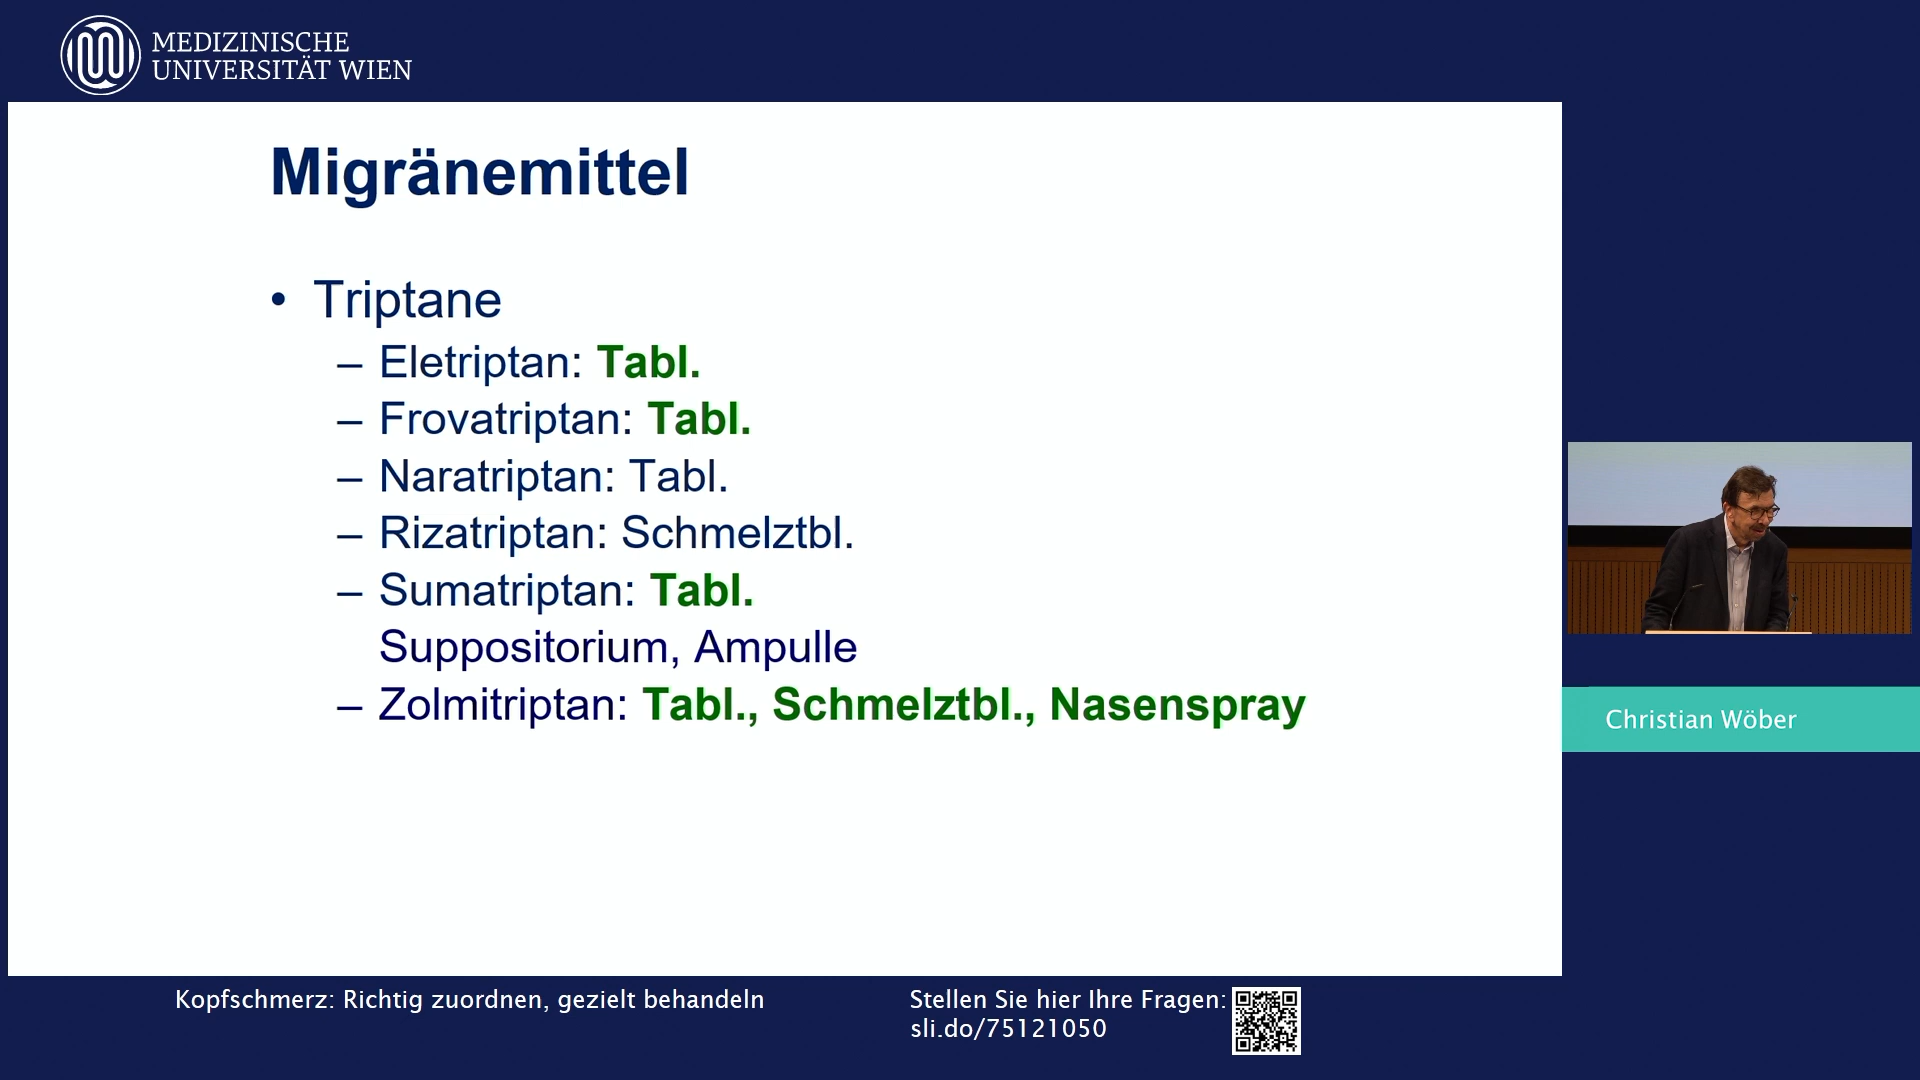 MEDIZINISCHE
UNIVERSITÄT WIEN
Migränemittel
• Triptane
– Eletriptan: Tabl.
– Frovatriptan: Tabl.
– Naratriptan: Tabl.
– Rizatriptan: Schmelztbl.
– Sumatriptan: Tabl.
Suppositorium, Ampulle
– Zolmitriptan: Tabl., Schmelztbl., Nasenspray
Christian Wöber
Kopfschmerz: Richtig zuordnen, gezielt behandeln
Stellen Sie hier Ihre Fragen:
sli.do/75121050